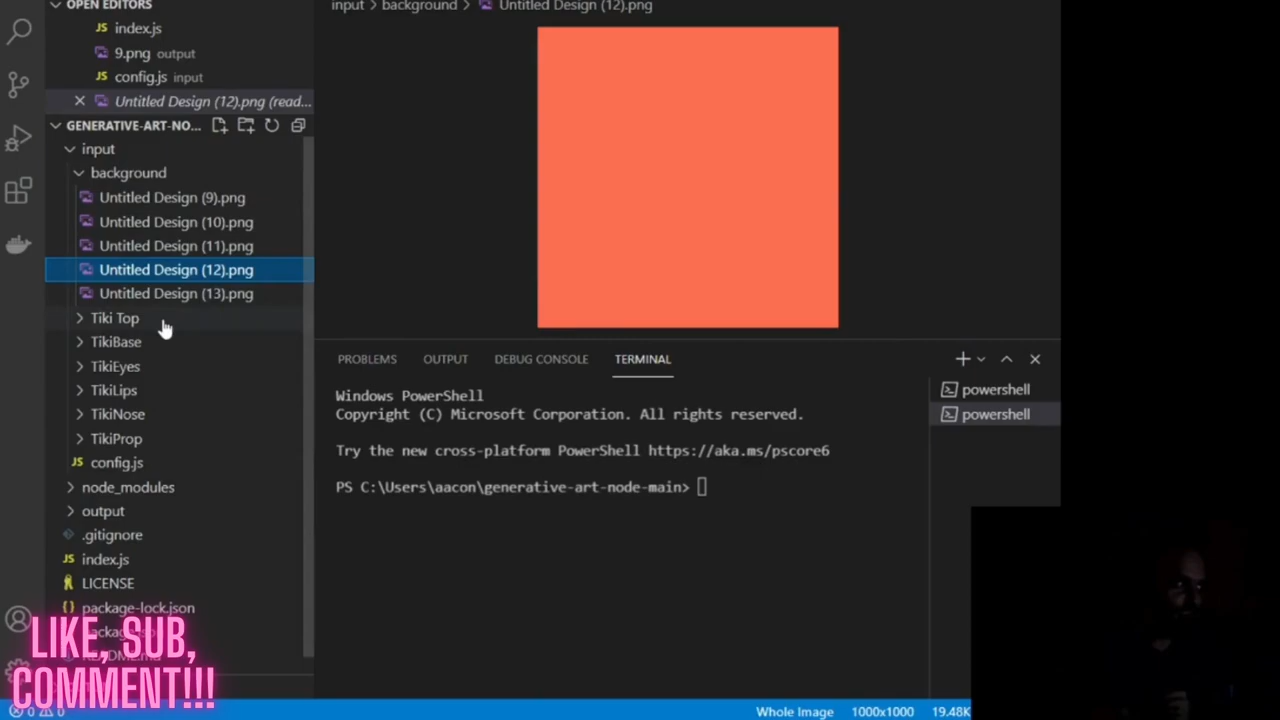 OPEN EDITORS
index.js
9.png output
config.js input
Untitled Design (12).png (read...
GENERATIVE-ART-NO...
input
background
Untitled Design (9).png
Untitled Design (10).png
Untitled Design (11).png
Untitled Design (12).png
Untitled Design (13).png
Tiki Top
TikiBase
TikiEyes
TikiLips
TikiNose
TikiProp
config.js
node_modules
output
.gitignore
index.js
LICENSE
package-lock.json
README.md
LIKE, SUB,
COMMENT!!!
input > background > Untitled Design (12).png
PROBLEMS OUTPUT DEBUG CONSOLE TERMINAL
Windows PowerShell
Copyright (C) Microsoft Corporation. All rights reserved.
Try the new cross-platform PowerShell https://aka.ms/pscore6
PS C:\Users\aacon\generative-art-node-main>
powershell
powershell
0 0
Whole Image 1000x1000 19.48K